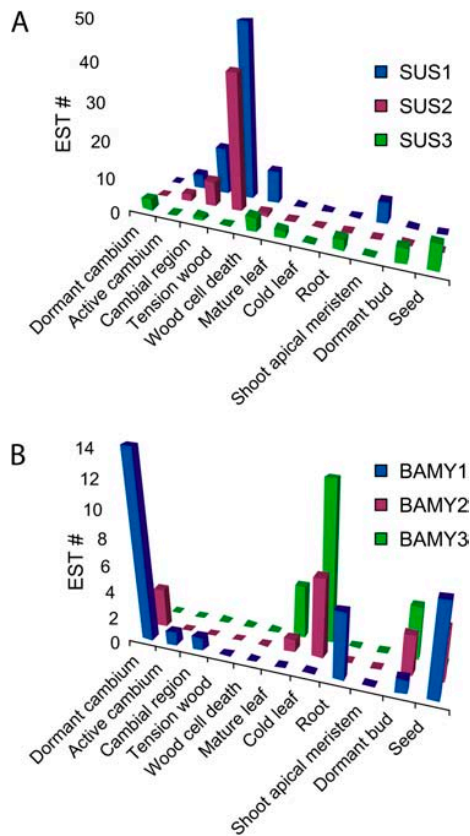 A
50
40
30
20
10
0
EST #
SUS1
SUS2
SUS3
Dormant cambium
Active cambium
Cambial region
Tension wood
Wood cell death
Mature leaf
Cold leaf
Root
Shoot apical meristem
Dormant bud
Seed
B
14
12
10
8
6
4
2
0
EST #
BAMY1
BAMY2
BAMY3
Dormant cambium
Active cambium
Cambial region
Tension wood
Wood cell death
Mature leaf
Cold leaf
Root
Shoot apical meristem
Dormant bud
Seed